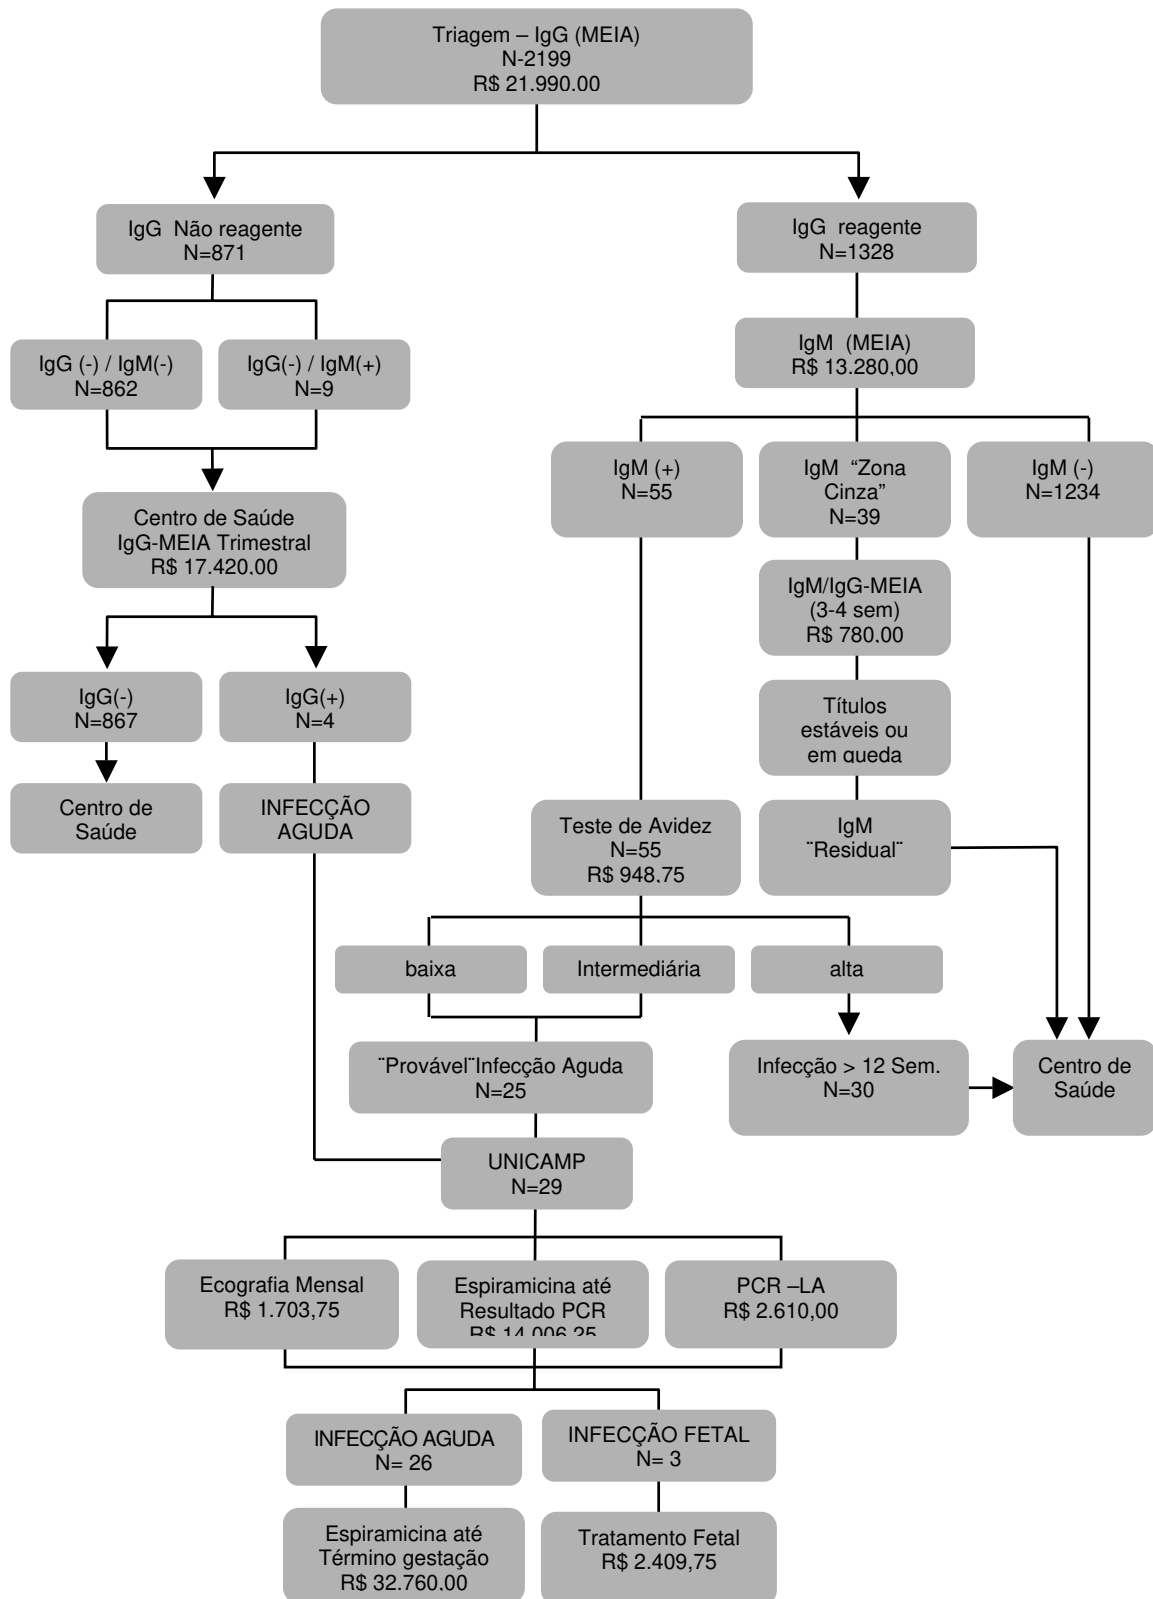 Triagem – IgG (MEIA)
N-2199
R$ 21.990.00
IgG Não reagente
N=871
IgG reagente
N=1328
IgG (-) / IgM(-)
N=862
IgG(-) / IgM(+)
N=9
IgM (MEIA)
R$ 13.280,00
IgM (+)
N=55
IgM “Zona
Cinza”
N=39
IgM (-)
N=1234
Centro de Saúde
IgG-MEIA Trimestral
R$ 17.420.00
IgM/IgG-MEIA
(3-4 sem)
R$ 780.00
IgG(-)
N=867
IgG(+)
N=4
Títulos
estáveis ou
em queda
Centro de
Saúde
INFECÇÃO
AGUDA
Teste de Avidez
N=55
R$ 948.75
IgM
¨Residual¨
baixa
Intermediária
alta
¨Provável¨Infecção Aguda
N=25
Infecção > 12 Sem.
N=30
Centro de
Saúde
UNICAMP
N=29
Ecografia Mensal
R$ 1.703,75
Espiramicina até
Resultado PCR
R$ 14.006.25
PCR –LA
R$ 2.610,00
INFECÇÃO AGUDA
N= 26
INFECÇÃO FETAL
N= 3
Espiramicina até
Término gestação
R$ 32.760.00
Tratamento Fetal
R$ 2.409,75